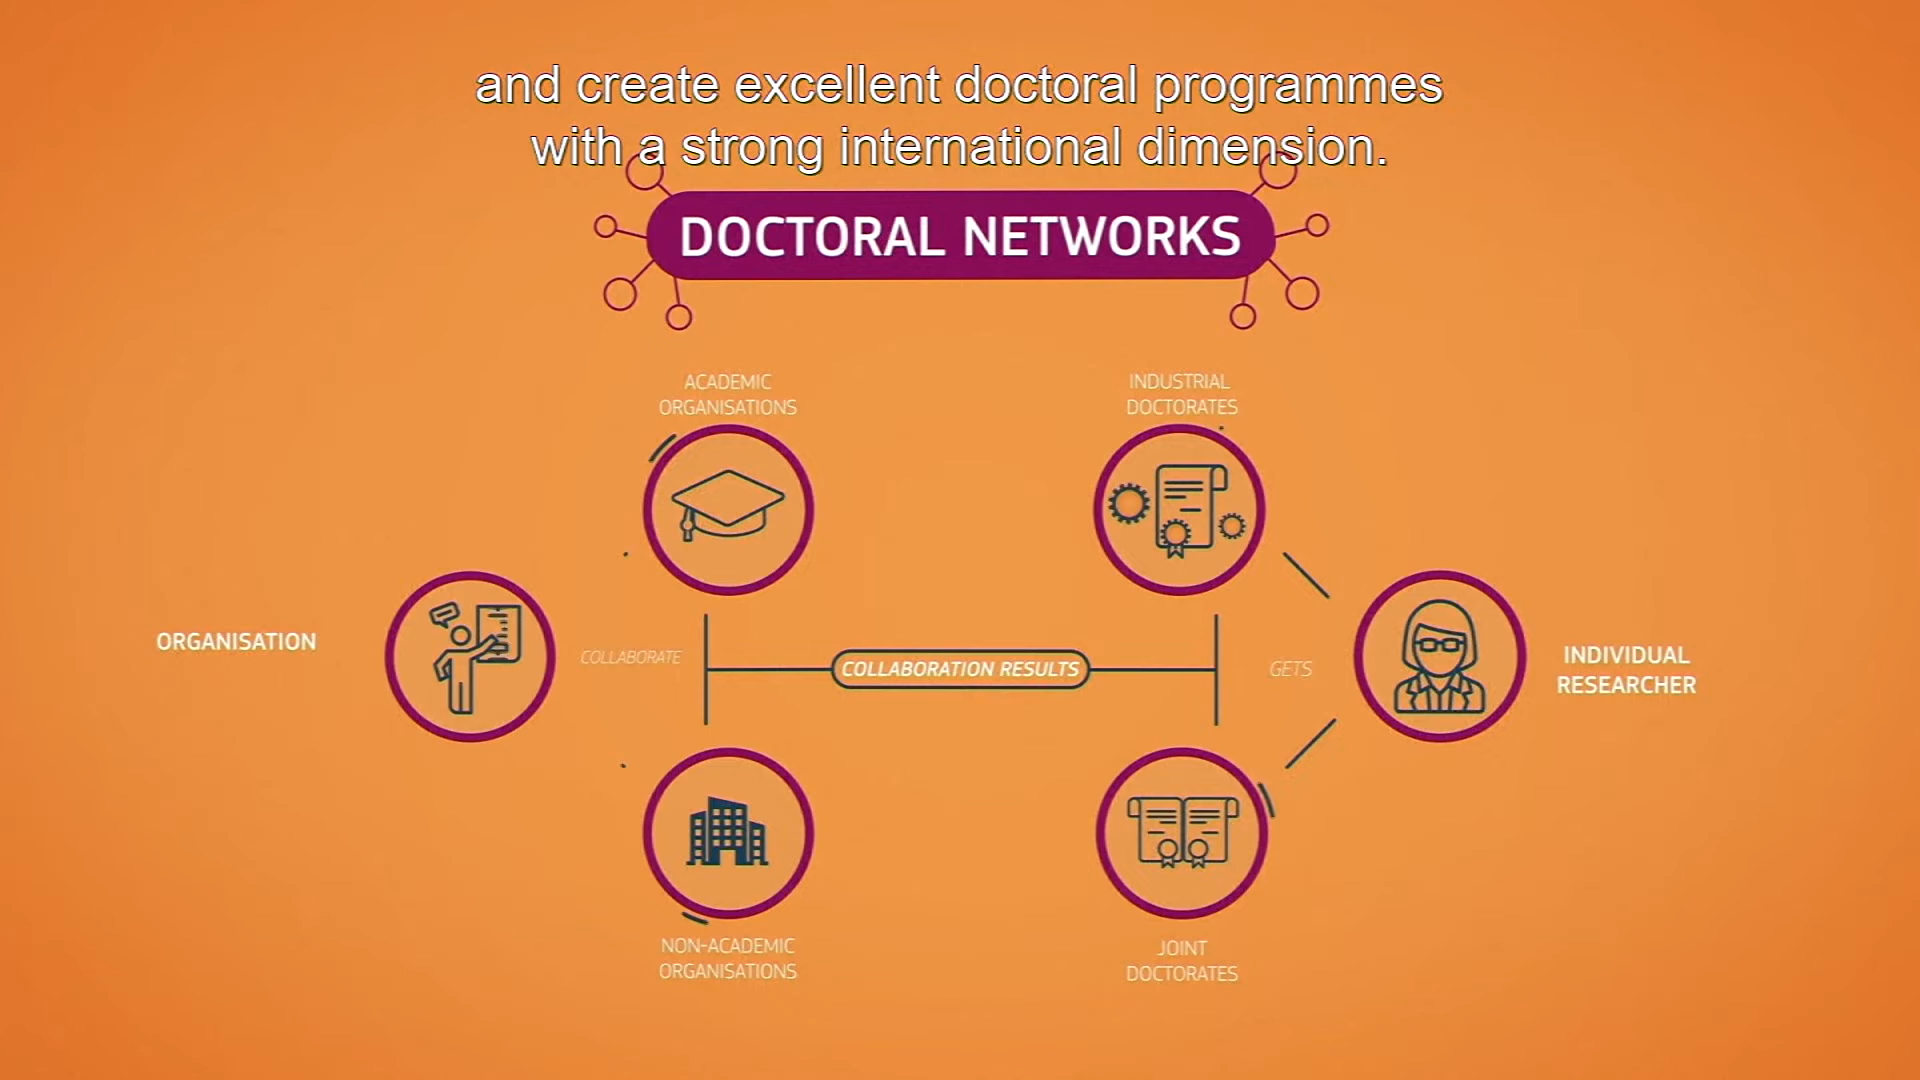 and create excellent doctoral programmes
with a strong international dimension.
DOCTORAL NETWORKS
ACADEMIC
ORGANISATIONS
INDUSTRIAL
DOCTORATES
ORGANISATION
COLLABORATE
COLLABORATION RESULTS
GETS
INDIVIDUAL
RESEARCHER
NON-ACADEMIC
ORGANISATIONS
JOINT
DOCTORATES